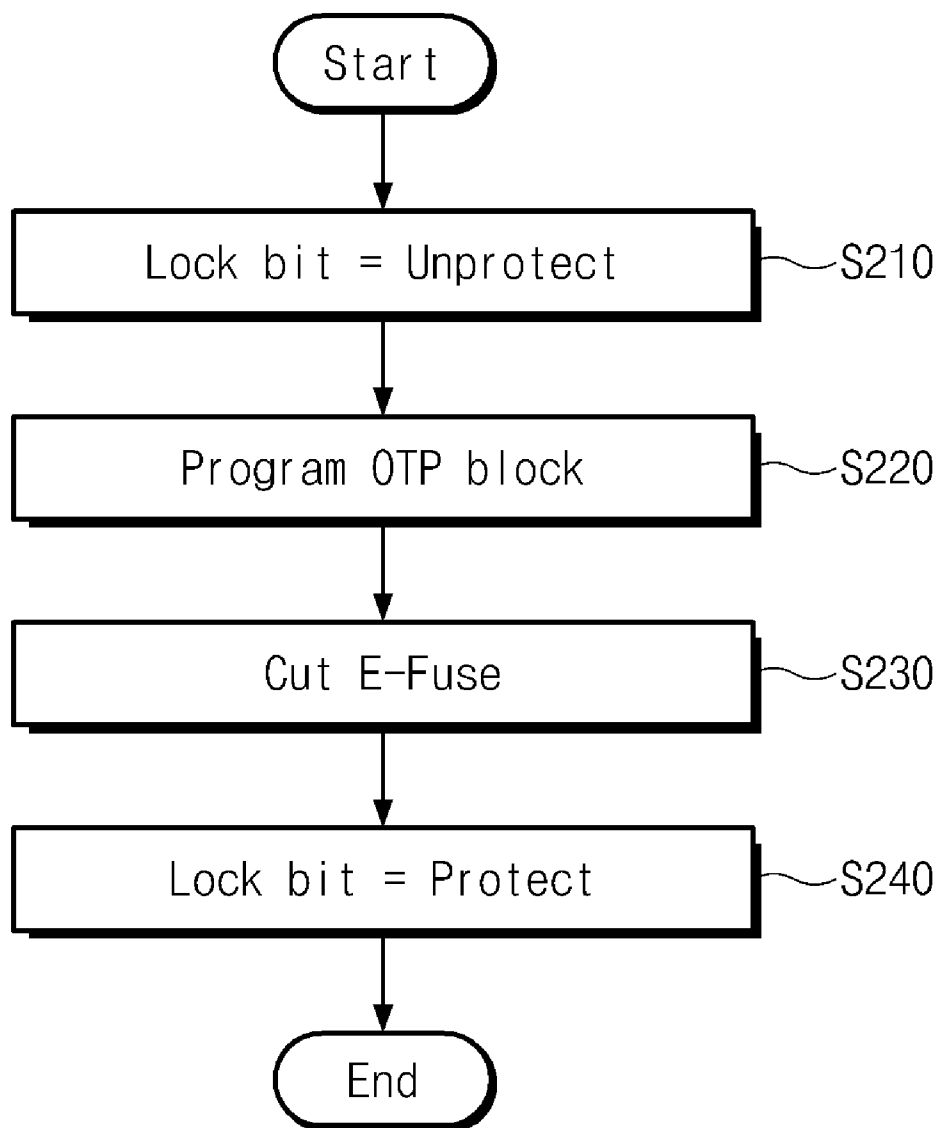 Start
Lock bit = Unprotect
S210
Program OTP block
S220
Cut E-Fuse
S230
Lock bit = Protect
S240
End